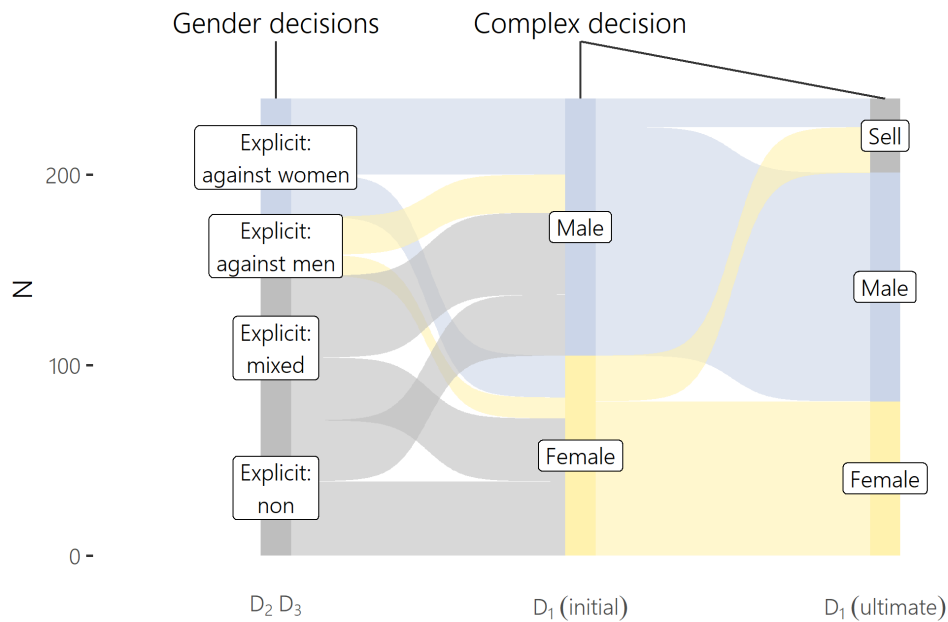 Gender decisions
Complex decision
Explicit:
against women
Explicit:
against men
Explicit:
mixed
Explicit:
non
Male
Female
Sell
Male
Female
N
200
100
0
D₂ D₃
D₁ (initial)
D₁ (ultimate)